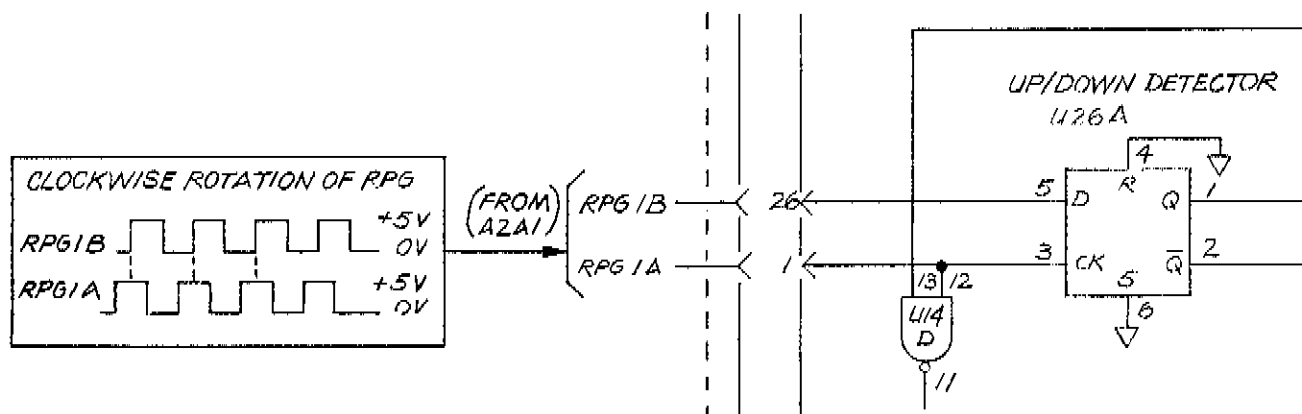 CLOCKWISE ROTATION OF RPG
RPG1B
+5V
0V
RPG1A
+5V
0V
(FROM
A2A1)
RPG1B
26
RPG1A
1
UP/DOWN DETECTOR
U26A
4
5
D
R
Q
1
3
CK
Q̅
2
S
6
13
12
U14
D
11